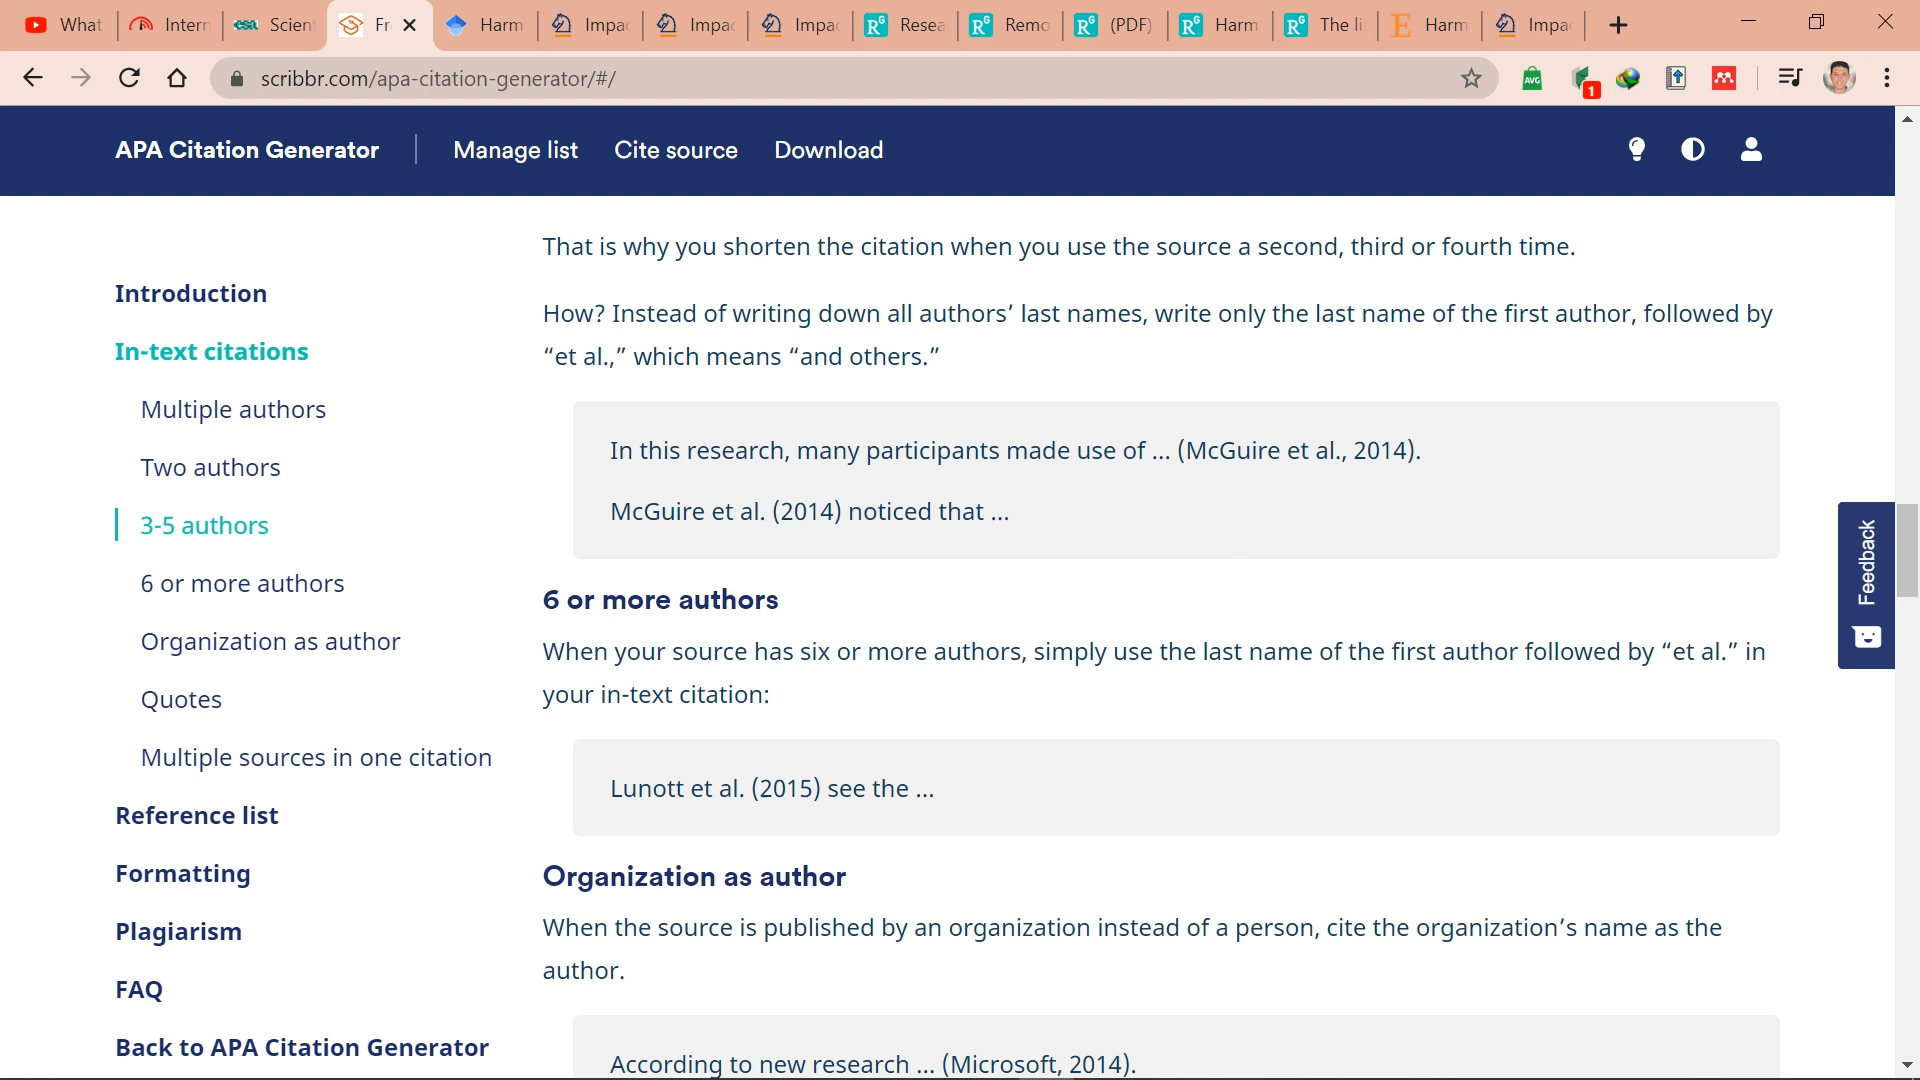 What
Intern
Scient
Fr
Harm
Impac
Impac
Impac
Resea
Remo
(PDF)
Harm
The li
Harm
Impac
scribbr.com/apa-citation-generator/#/
AVG
1
APA Citation Generator
Manage list
Cite source
Download
Introduction
In-text citations
Multiple authors
Two authors
3-5 authors
6 or more authors
Organization as author
Quotes
Multiple sources in one citation
Reference list
Formatting
Plagiarism
FAQ
Back to APA Citation Generator
That is why you shorten the citation when you use the source a second, third or fourth time.
How? Instead of writing down all authors’ last names, write only the last name of the first author, followed by
“et al.,” which means “and others.”
In this research, many participants made use of ... (McGuire et al., 2014).
McGuire et al. (2014) noticed that ...
6 or more authors
When your source has six or more authors, simply use the last name of the first author followed by “et al.” in
your in-text citation:
Lunott et al. (2015) see the ...
Organization as author
When the source is published by an organization instead of a person, cite the organization’s name as the
author.
According to new research ... (Microsoft, 2014).
Feedback